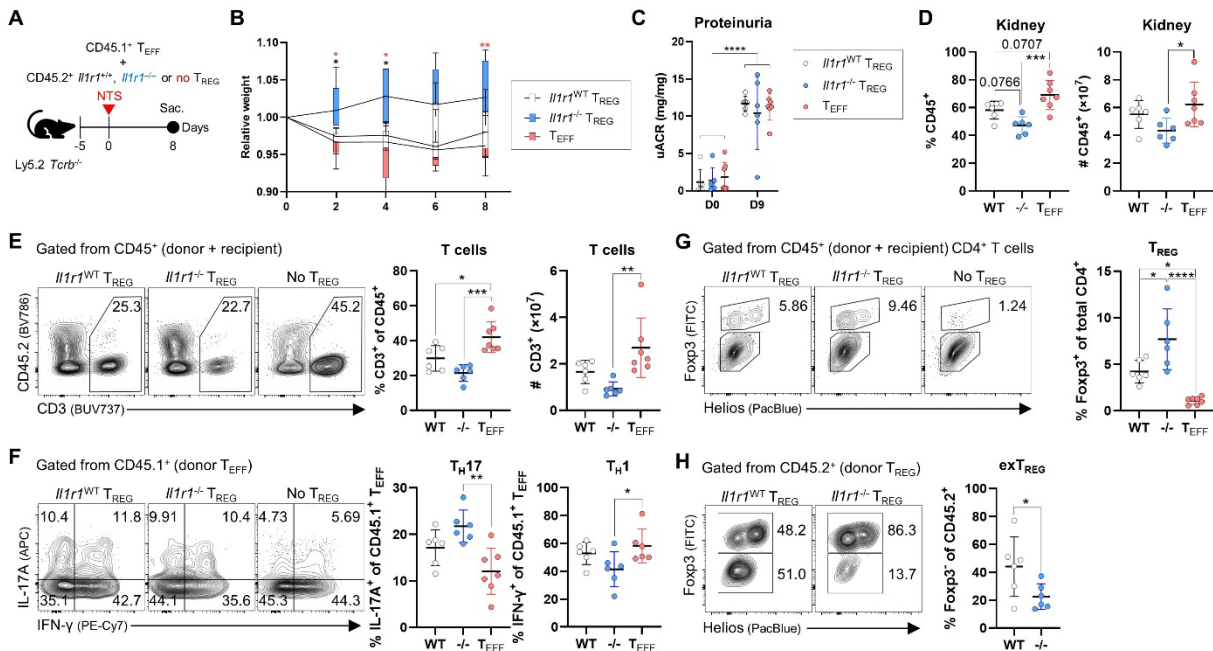 A
CD45.1⁺ T_EFF
+
CD45.2⁺ Il1r1⁺/⁺, Il1r1⁻/⁻ or no T_REG
NTS
Sac.
-5 0 8 Days
Ly5.2 Tcrb⁻/⁻
B
Relative weight
1.10
1.05
1.00
0.95
0.90
* * **
* *
0 2 4 6 8
Il1r1^WT T_REG
Il1r1⁻/⁻ T_REG
T_EFF
C
Proteinuria
uACR (mg/mg)
20
15
10
5
0
****
D0 D9
Il1r1^WT T_REG
Il1r1⁻/⁻ T_REG
T_EFF
D
Kidney
% CD45⁺
100
80
60
40
20
0
0.0707
0.0766 ***
WT -/- T_EFF
Kidney
# CD45⁺ (×10⁷)
10
8
6
4
2
0
*
WT -/- T_EFF
E
Gated from CD45⁺ (donor + recipient)
Il1r1^WT T_REG Il1r1⁻/⁻ T_REG No T_REG
25.3 22.7 45.2
CD45.2 (BV786)
CD3 (BUV737)
T cells
% CD3⁺ of CD45⁺
80
60
40
20
0
*
***
WT -/- T_EFF
T cells
# CD3⁺ (×10⁷)
6
4
2
0
**
WT -/- T_EFF
F
Gated from CD45.1⁺ (donor T_EFF)
Il1r1^WT T_REG Il1r1⁻/⁻ T_REG No T_REG
10.4 11.8 9.91 10.4 4.73 5.69
35.1 42.7 44.1 35.6 45.3 44.3
IL-17A (APC)
IFN-γ (PE-Cy7)
T_H17
% IL-17A⁺ of CD45.1⁺ T_EFF
30
20
10
0
**
WT -/- T_EFF
T_H1
% IFN-γ⁺ of CD45.1⁺ T_EFF
100
80
60
40
20
0
*
WT -/- T_EFF
G
Gated from CD45⁺ (donor + recipient) CD4⁺ T cells
Il1r1^WT T_REG Il1r1⁻/⁻ T_REG No T_REG
5.86 9.46 1.24
Foxp3 (FITC)
Helios (PacBlue)
T_REG
% Foxp3⁺ of total CD4⁺
15
10
5
0
*
* ****
WT -/- T_EFF
H
Gated from CD45.2⁺ (donor T_REG)
Il1r1^WT T_REG Il1r1⁻/⁻ T_REG
48.2 86.3
51.0 13.7
Foxp3 (FITC)
Helios (PacBlue)
exT_REG
% Foxp3⁻ of CD45.2⁺
100
80
60
40
20
0
*
WT -/-